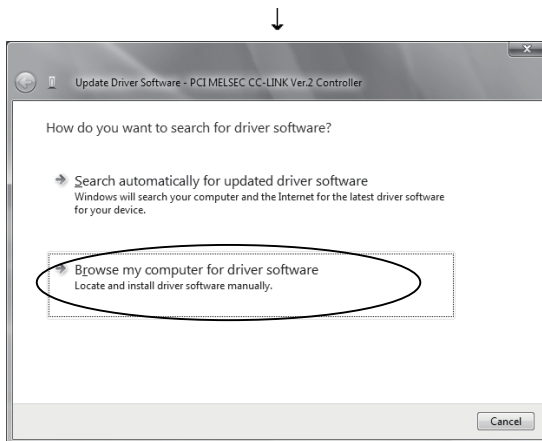 ↓
Update Driver Software - PCI MELSEC CC-LINK Ver.2 Controller
How do you want to search for driver software?
Search automatically for updated driver software
Windows will search your computer and the Internet for the latest driver software
for your device.
Browse my computer for driver software
Locate and install driver software manually.
Cancel